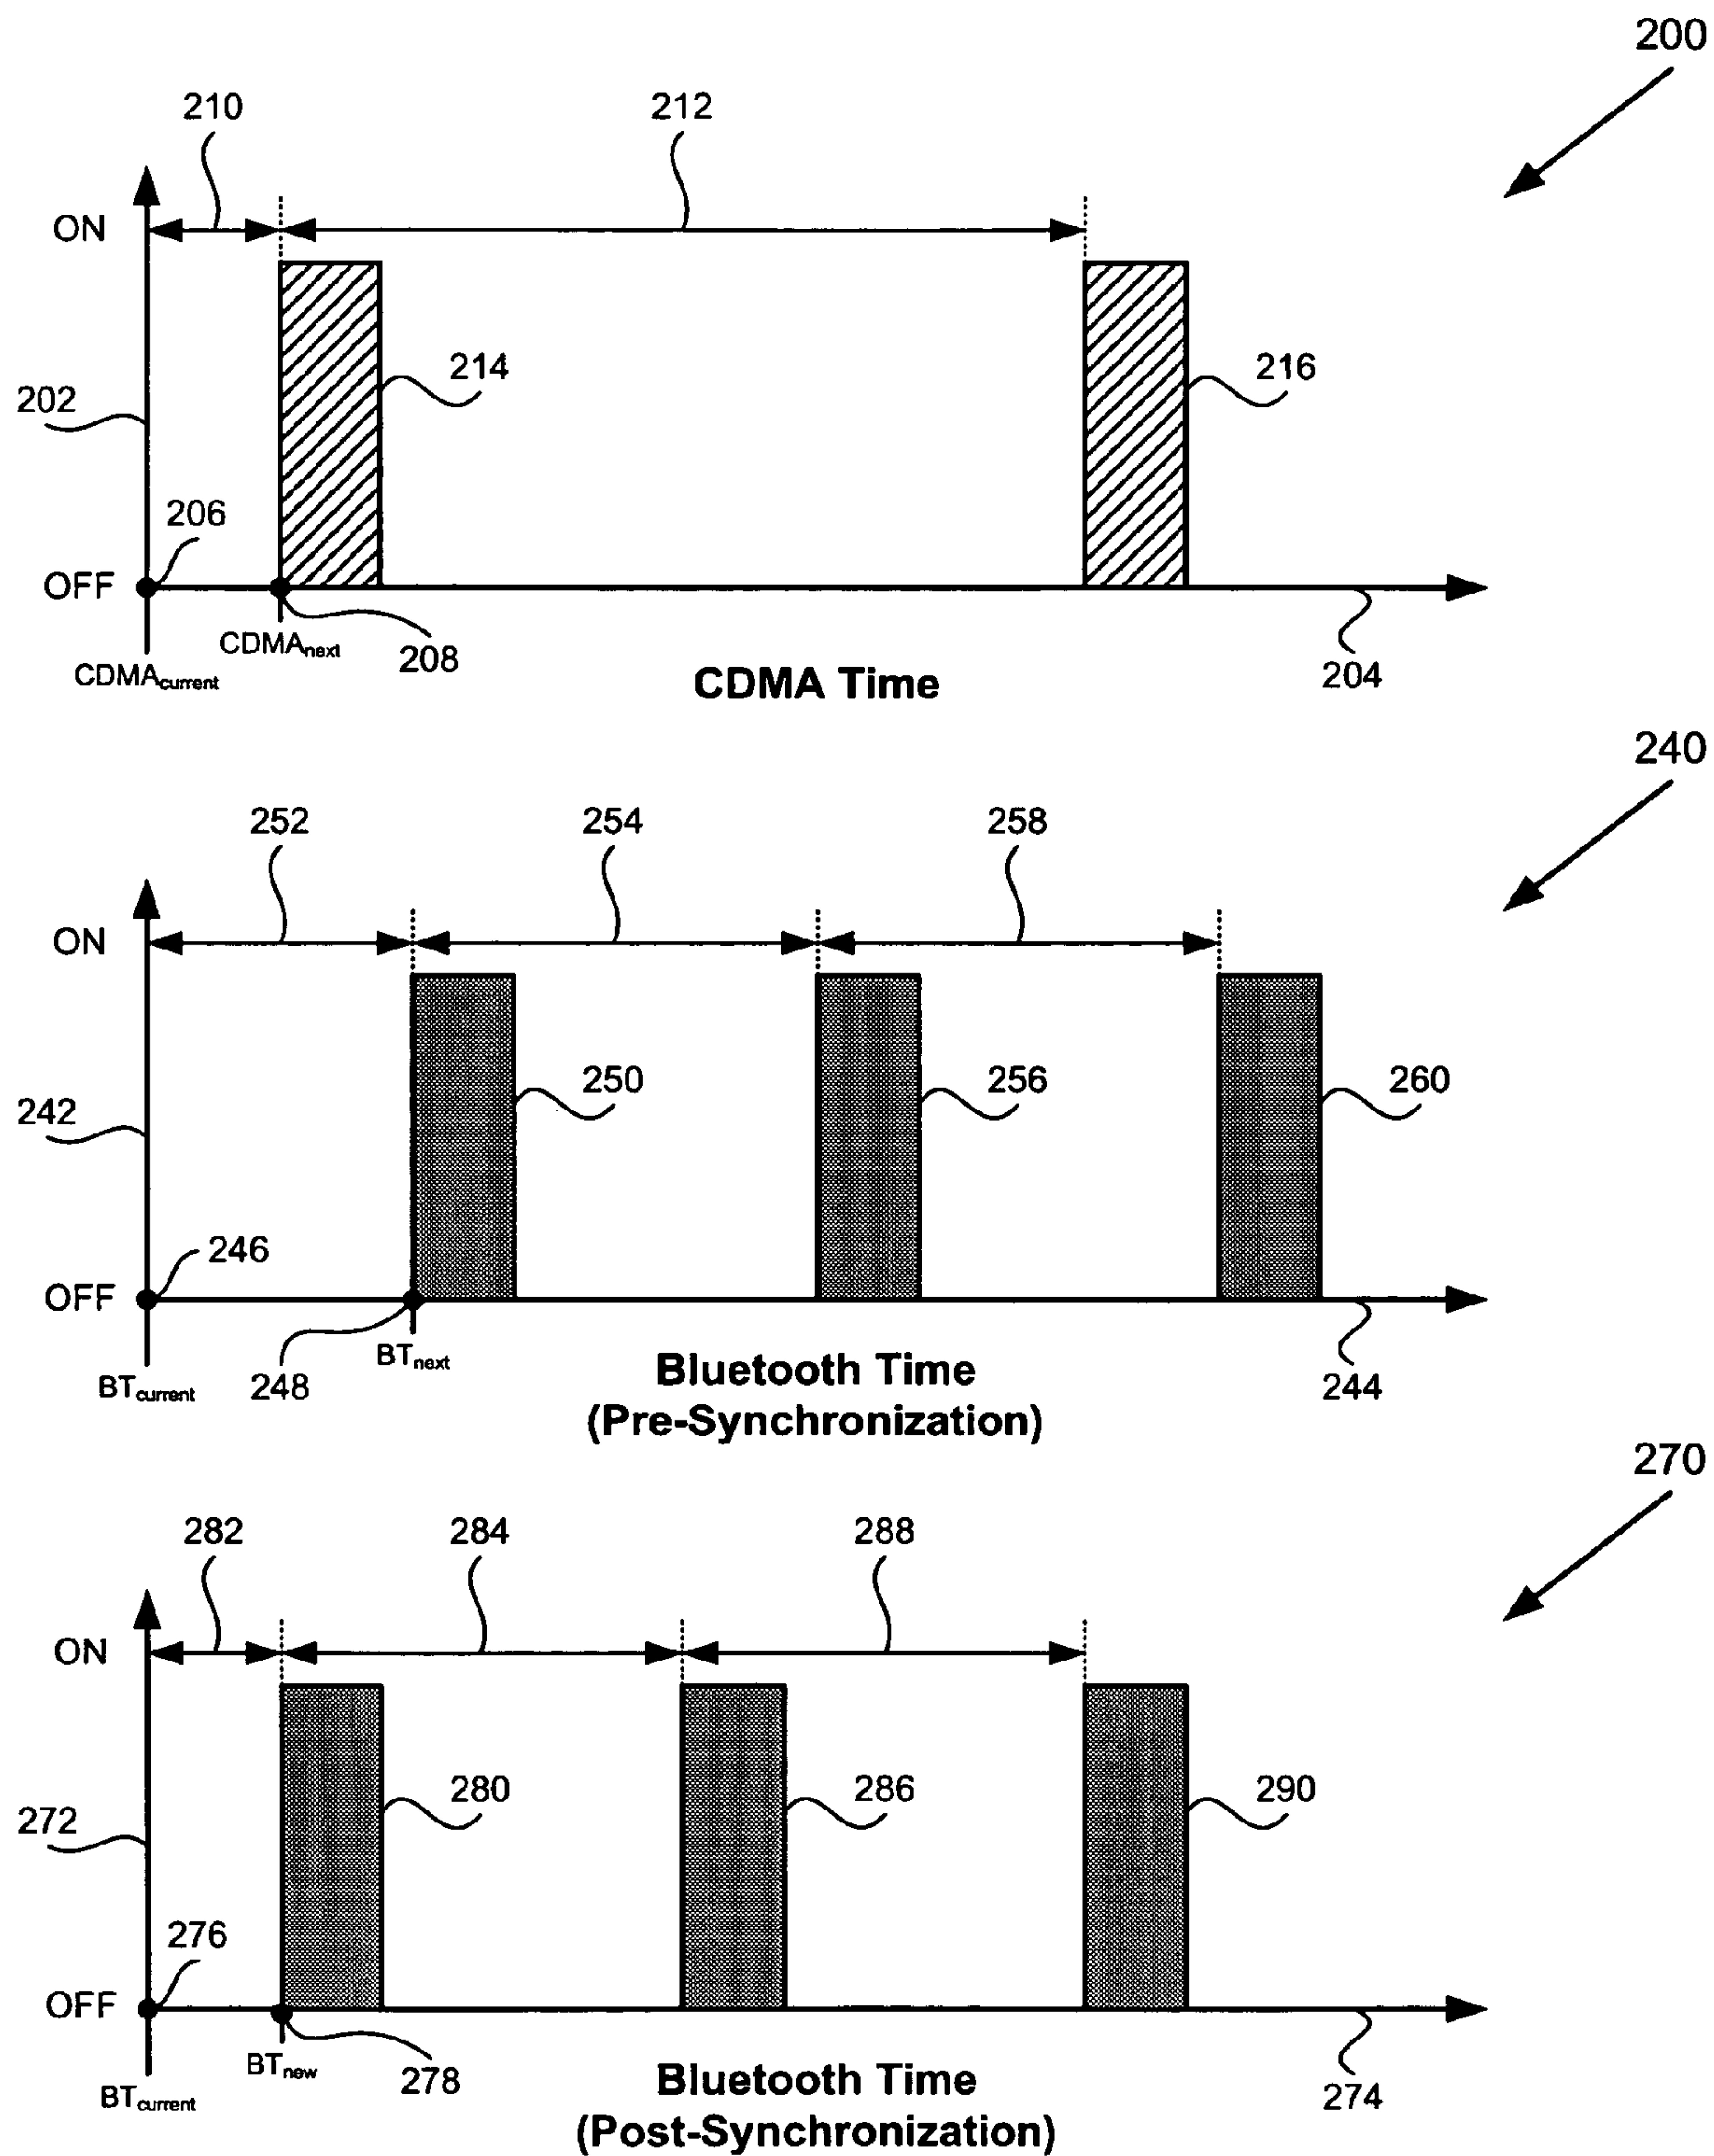 200
210
212
ON
214
216
202
206
OFF
CDMAnext
208
CDMAcurrent
CDMA Time
204
240
252
254
258
ON
250
256
260
242
246
OFF
BTnext
BTcurrent
248
Bluetooth Time
(Pre-Synchronization)
244
270
282
284
288
ON
280
286
290
272
276
OFF
BTnew
278
BTcurrent
Bluetooth Time
(Post-Synchronization)
274